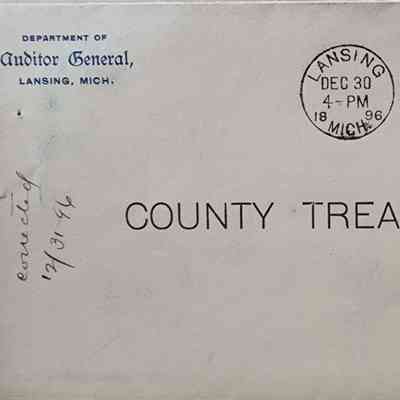 DEPARTMENT OF
Auditor General,
LANSING, MICH.
LANSING
DEC 30
4-PM
18 96
MICH.
COUNTY TREA
corrected
12/31-96